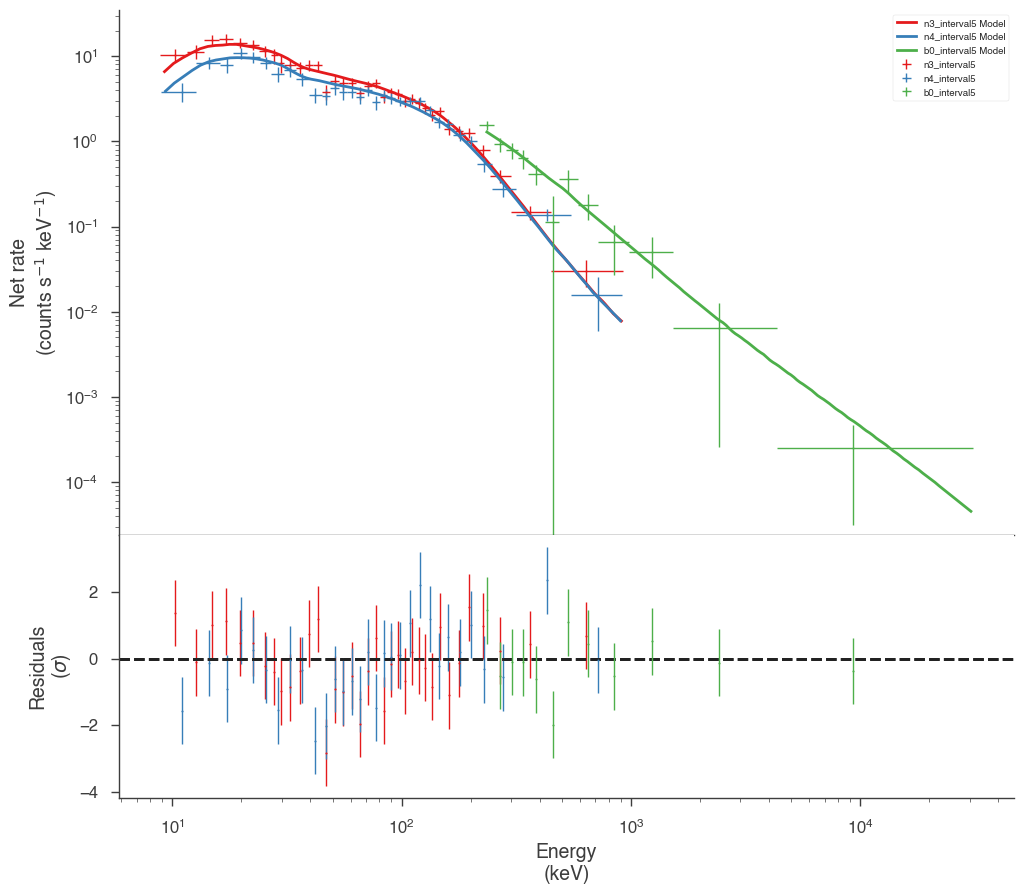 n3_interval5 Model
n4_interval5 Model
b0_interval5 Model
n3_interval5
n4_interval5
b0_interval5
10¹
10⁰
10⁻¹
10⁻²
10⁻³
10⁻⁴
Net rate
(counts s⁻¹ keV⁻¹)
2
0
−2
−4
Residuals
(σ)
10¹ 10² 10³ 10⁴
Energy
(keV)